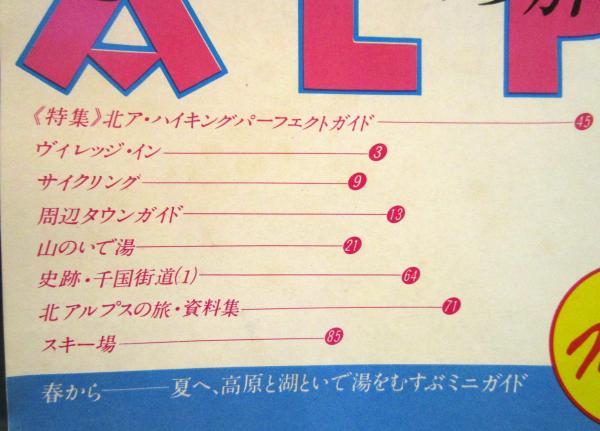 ALP
《特集》北ア・ハイキングパーフェクトガイド 45
ヴィレッジ・イン 3
サイクリング 9
周辺タウンガイド 13
山のいで湯 21
史跡・千国街道(1) 64
北アルプスの旅・資料集 71
スキー場 85
春から――夏へ、高原と湖といで湯をむすぶミニガイド